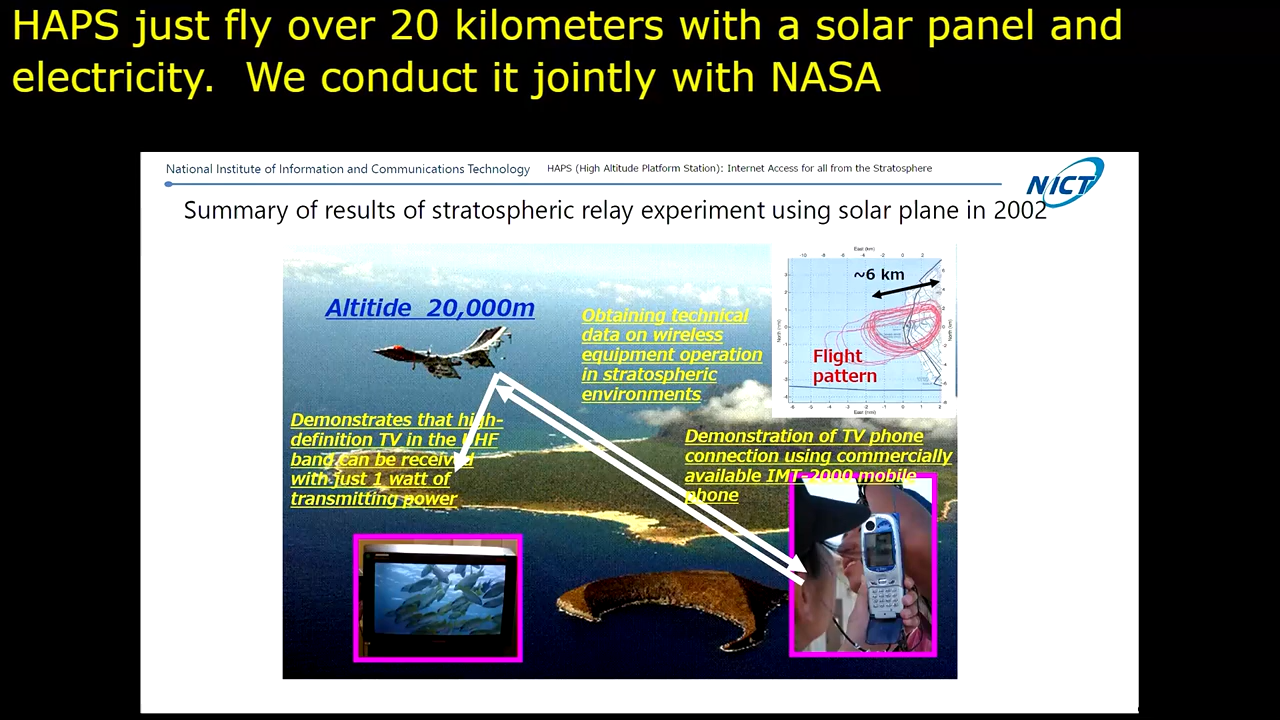 HAPS just fly over 20 kilometers with a solar panel and
electricity.  We conduct it jointly with NASA
National Institute of Information and Communications Technology
HAPS (High Altitude Platform Station): Internet Access for all from the Stratosphere
NICT
Summary of results of stratospheric relay experiment using solar plane in 2002
Altitide 20,000m
Obtaining technical
data on wireless
equipment operation
in stratospheric
environments
~6 km
Flight
pattern
Demonstrates that high-
definition TV in the UHF
band can be received
with just 1 watt of
transmitting power
Demonstration of TV phone
connection using commercially
available IMT-2000 mobile
phone